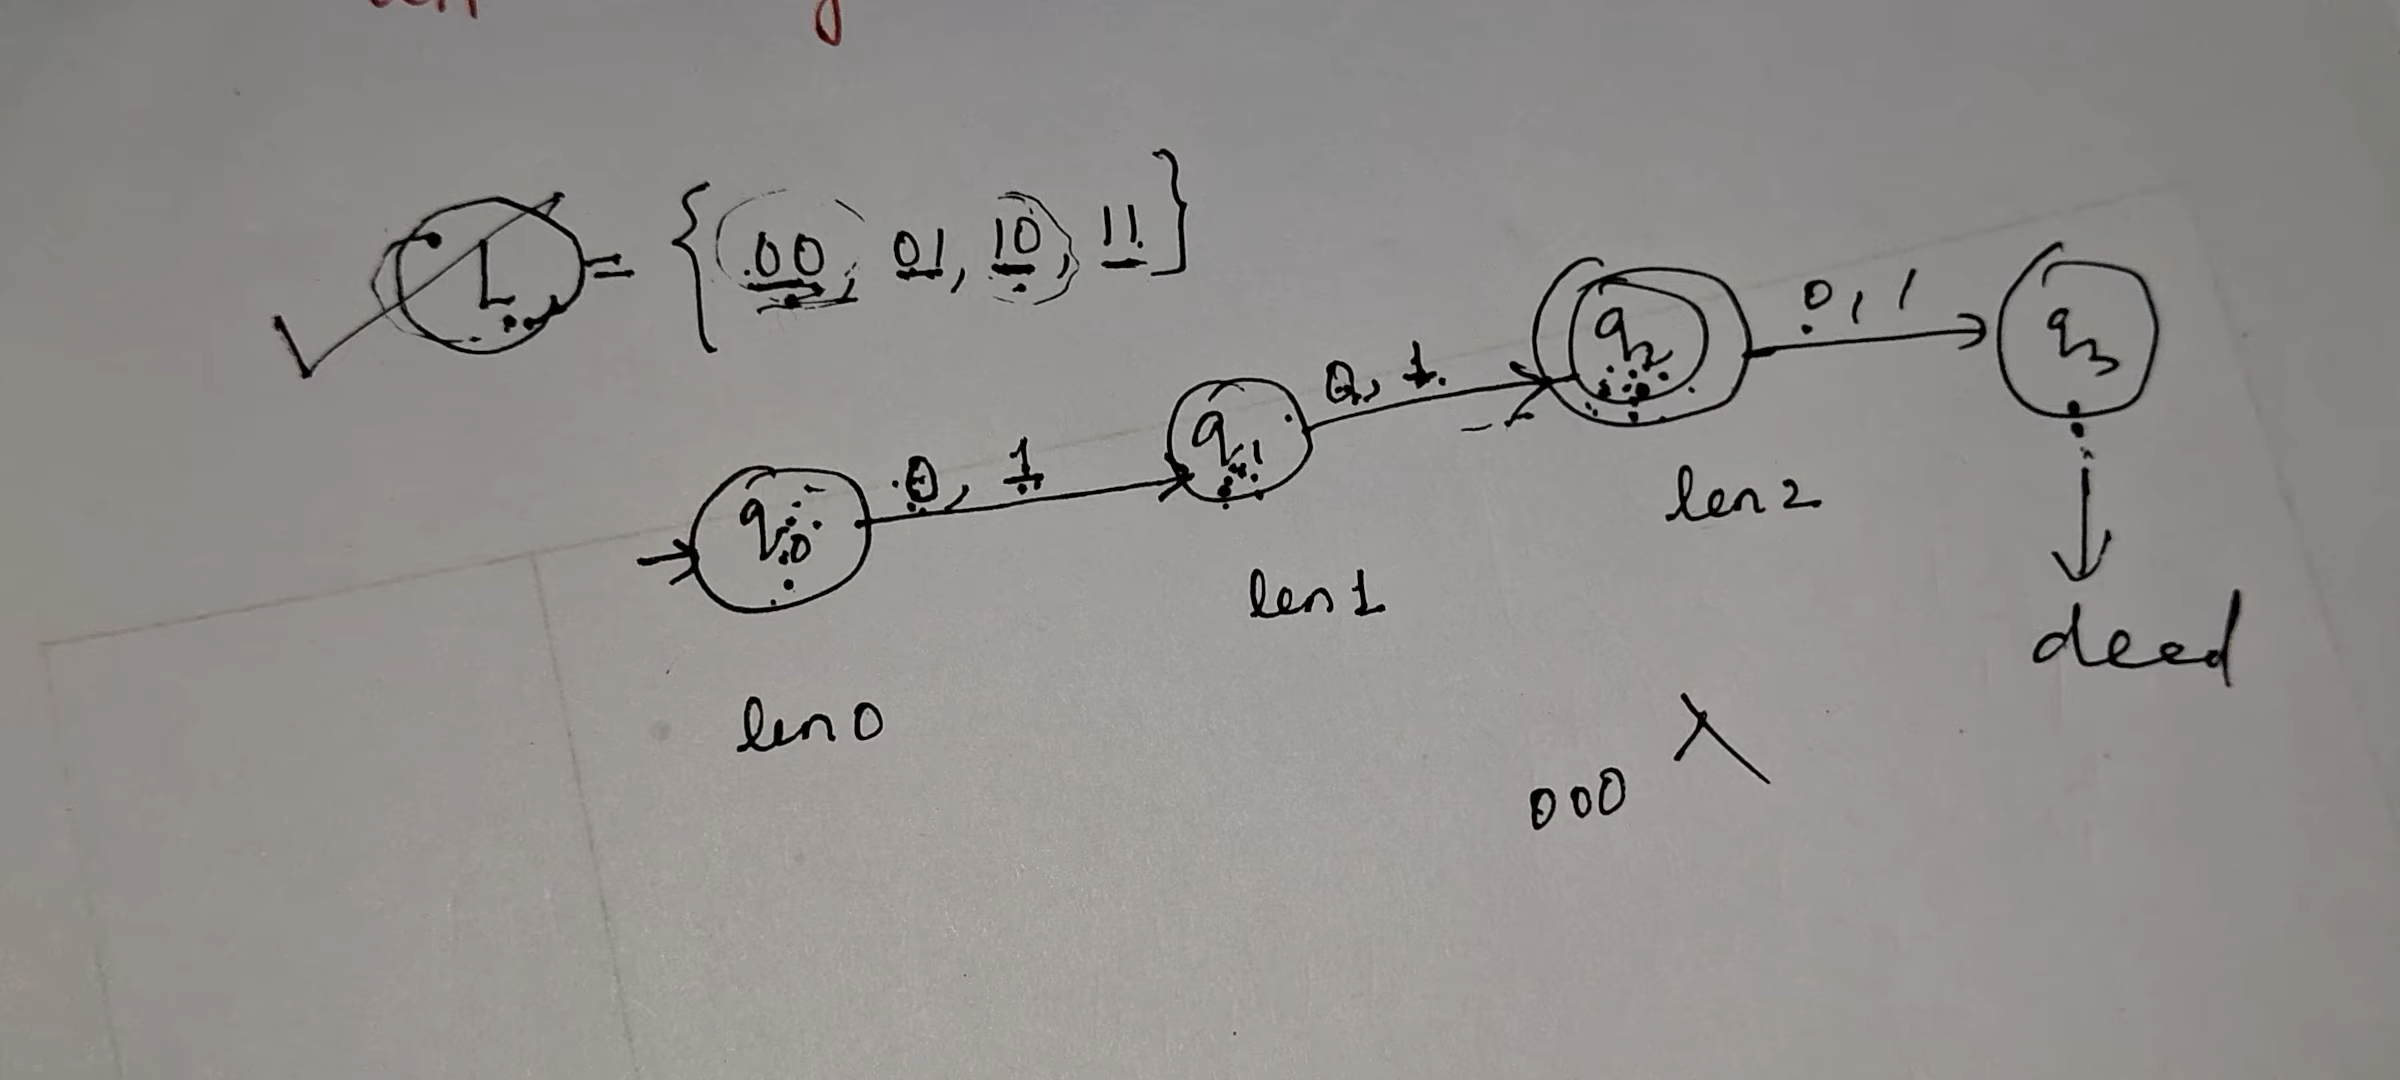 L = {00, 01, 10, 11}
q0 0, 1 q1 0, 1 q2 0, 1 q3
len 0
len 1
len 2
dead
000